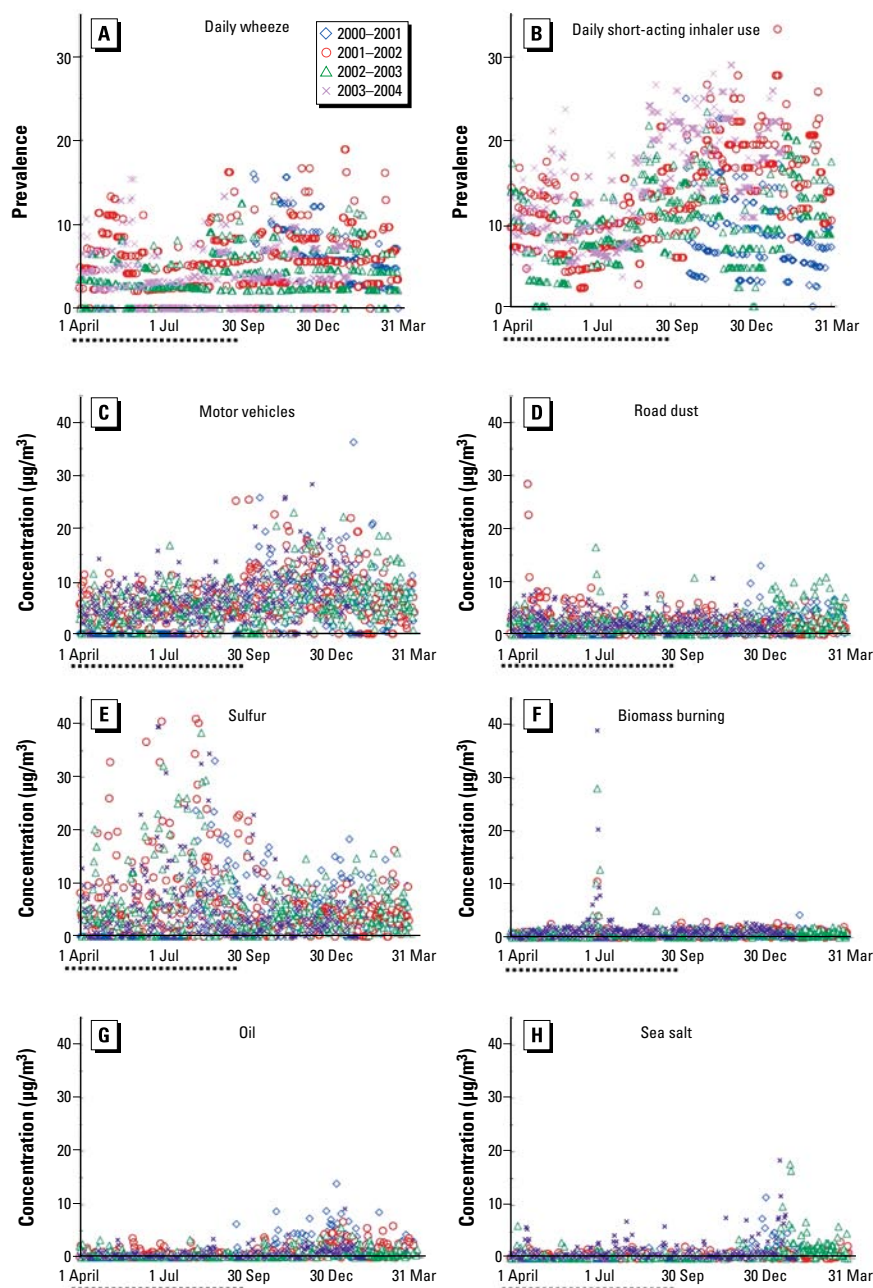 A
Daily wheeze
2000–2001
2001–2002
2002–2003
2003–2004
Prevalence
30
20
10
0
1 April 1 Jul 30 Sep 30 Dec 31 Mar
B
Daily short-acting inhaler use
Prevalence
30
20
10
0
1 April 1 Jul 30 Sep 30 Dec 31 Mar
C
Motor vehicles
Concentration (µg/m³)
40
30
20
10
0
1 April 1 Jul 30 Sep 30 Dec 31 Mar
D
Road dust
Concentration (µg/m³)
40
30
20
10
0
1 April 1 Jul 30 Sep 30 Dec 31 Mar
E
Sulfur
Concentration (µg/m³)
40
30
20
10
0
1 April 1 Jul 30 Sep 30 Dec 31 Mar
F
Biomass burning
Concentration (µg/m³)
40
30
20
10
0
1 April 1 Jul 30 Sep 30 Dec 31 Mar
G
Oil
Concentration (µg/m³)
40
30
20
10
0
1 April 1 Jul 30 Sep 30 Dec 31 Mar
H
Sea salt
Concentration (µg/m³)
40
30
20
10
0
1 April 1 Jul 30 Sep 30 Dec 31 Mar